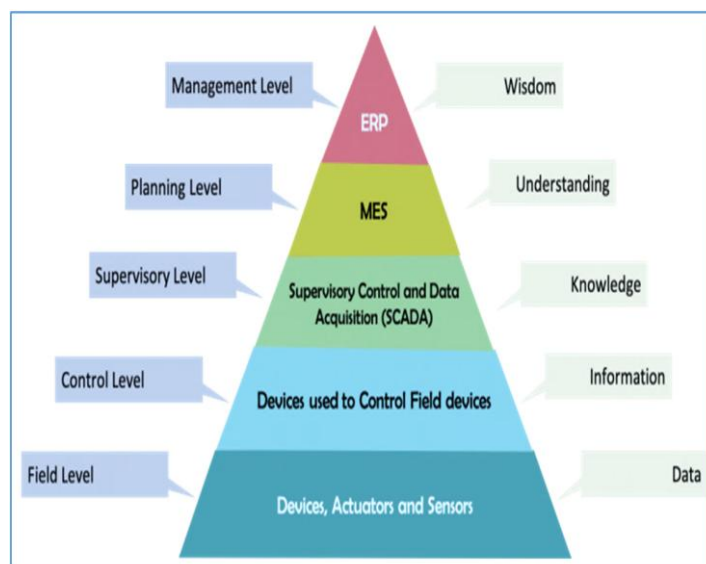 Management Level
ERP
Wisdom
Planning Level
MES
Understanding
Supervisory Level
Supervisory Control and Data
Acquisition (SCADA)
Knowledge
Control Level
Devices used to Control Field devices
Information
Field Level
Devices, Actuators and Sensors
Data